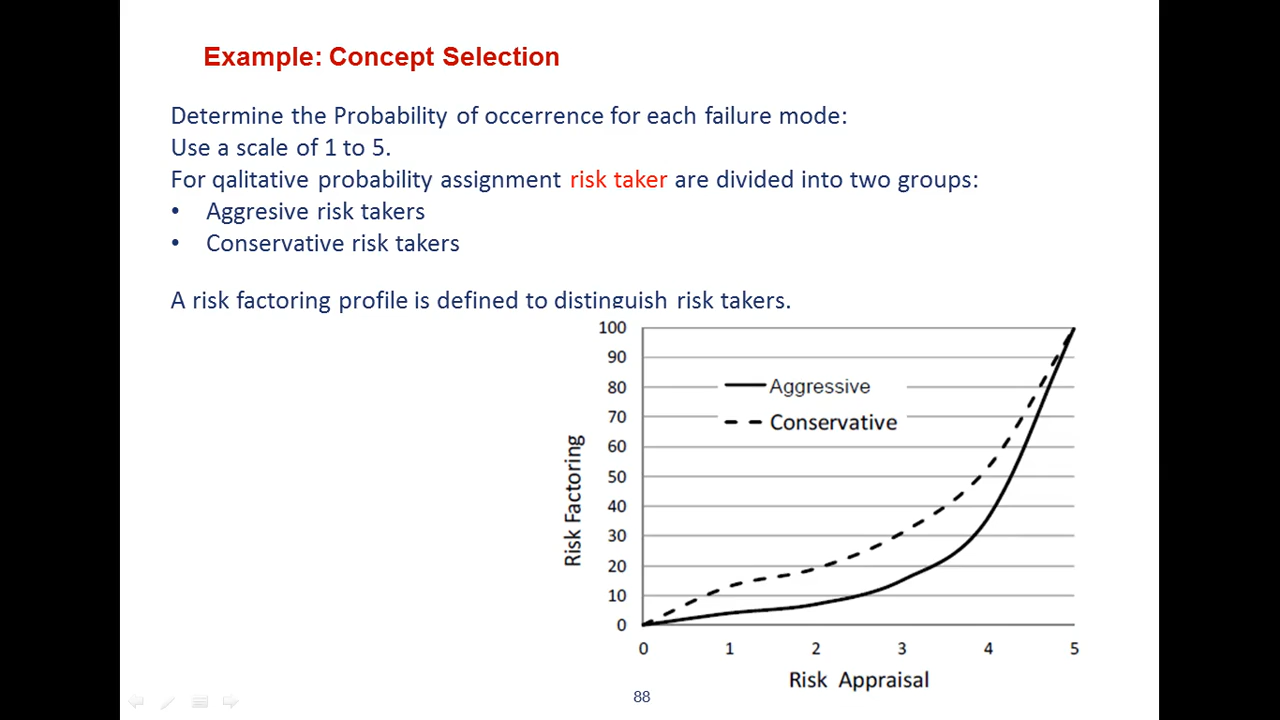 Example: Concept Selection
Determine the Probability of occerrence for each failure mode:
Use a scale of 1 to 5.
For qalitative probability assignment risk taker are divided into two groups:
• Aggresive risk takers
• Conservative risk takers
A risk factoring profile is defined to distinguish risk takers.
100
90
80
70
60
50
40
30
20
10
0
Risk Factoring
Aggressive
Conservative
0 1 2 3 4 5
Risk Appraisal
88